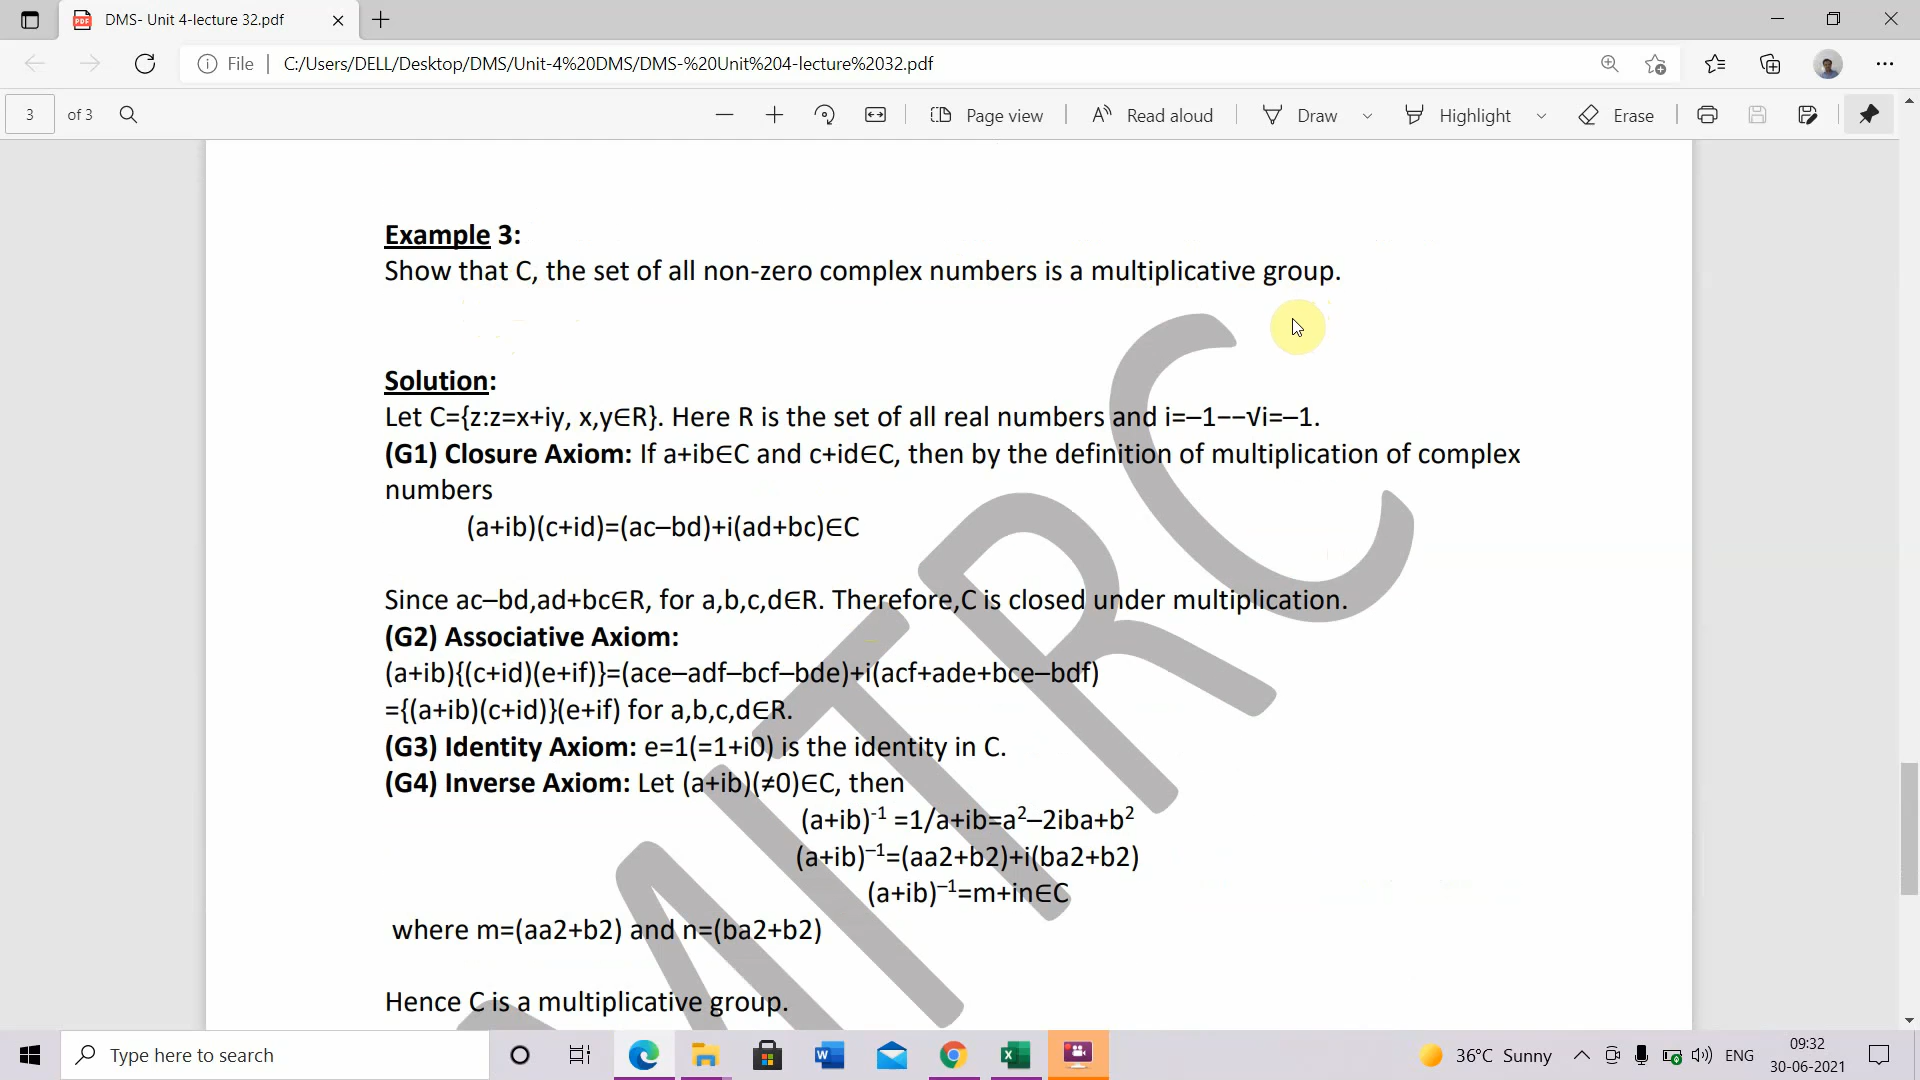 DMS- Unit 4-lecture 32.pdf
File | C:/Users/DELL/Desktop/DMS/Unit-4%20DMS/DMS-%20Unit%204-lecture%2032.pdf
3 of 3 Page view Read aloud Draw Highlight Erase
Example 3:
Show that C, the set of all non-zero complex numbers is a multiplicative group.
Solution:
Let C={z:z=x+iy, x,y∈R}. Here R is the set of all real numbers and i=–1−−√i=–1.
(G1) Closure Axiom: If a+ib∈C and c+id∈C, then by the definition of multiplication of complex
numbers
(a+ib)(c+id)=(ac–bd)+i(ad+bc)∈C
Since ac–bd,ad+bc∈R, for a,b,c,d∈R. Therefore,C is closed under multiplication.
(G2) Associative Axiom:
(a+ib){(c+id)(e+if)}=(ace–adf–bcf–bde)+i(acf+ade+bce–bdf)
={(a+ib)(c+id)}(e+if) for a,b,c,d∈R.
(G3) Identity Axiom: e=1(=1+i0) is the identity in C.
(G4) Inverse Axiom: Let (a+ib)(≠0)∈C, then
(a+ib)⁻¹ =1/a+ib=a²–2iba+b²
(a+ib)⁻¹=(aa2+b2)+i(ba2+b2)
(a+ib)⁻¹=m+in∈C
where m=(aa2+b2) and n=(ba2+b2)
Hence C is a multiplicative group.
MITRC
Type here to search 36°C Sunny ENG 09:32
30-06-2021